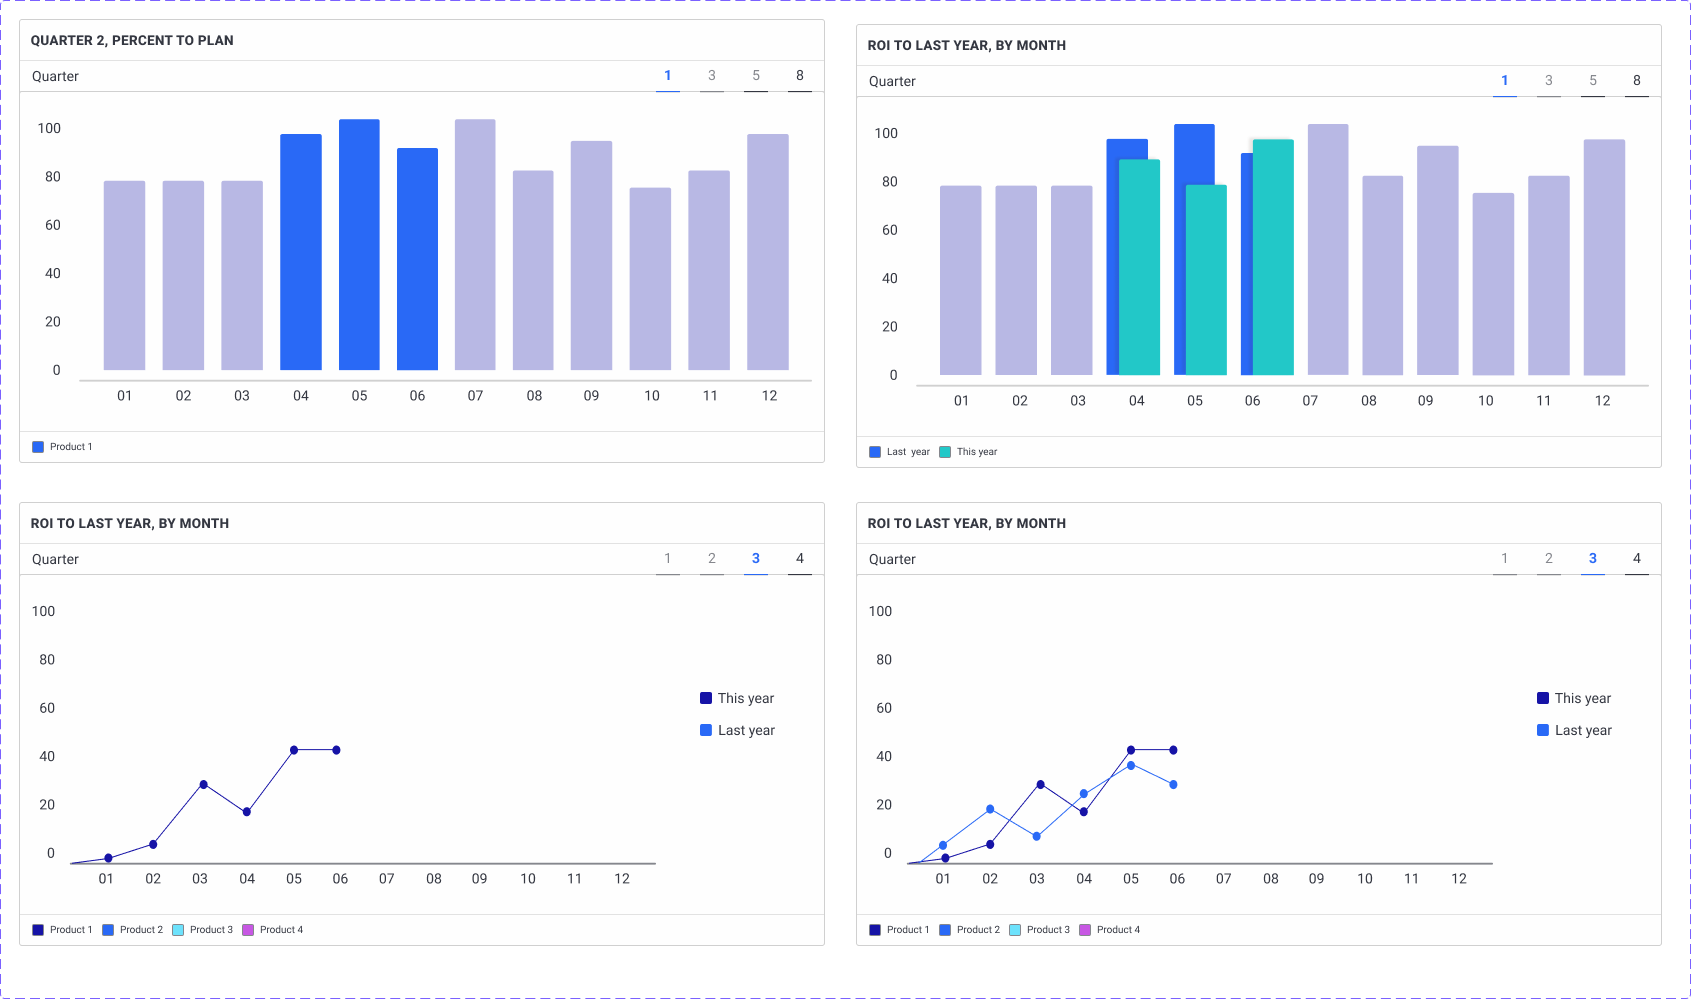 QUARTER 2, PERCENT TO PLAN
Quarter 1 3 5 8
100
80
60
40
20
0
01 02 03 04 05 06 07 08 09 10 11 12
Product 1
ROI TO LAST YEAR, BY MONTH
Quarter 1 3 5 8
100
80
60
40
20
0
01 02 03 04 05 06 07 08 09 10 11 12
Last year This year
ROI TO LAST YEAR, BY MONTH
Quarter 1 2 3 4
100
80
60
40
20
0
This year
Last year
01 02 03 04 05 06 07 08 09 10 11 12
Product 1 Product 2 Product 3 Product 4
ROI TO LAST YEAR, BY MONTH
Quarter 1 2 3 4
100
80
60
40
20
0
This year
Last year
01 02 03 04 05 06 07 08 09 10 11 12
Product 1 Product 2 Product 3 Product 4